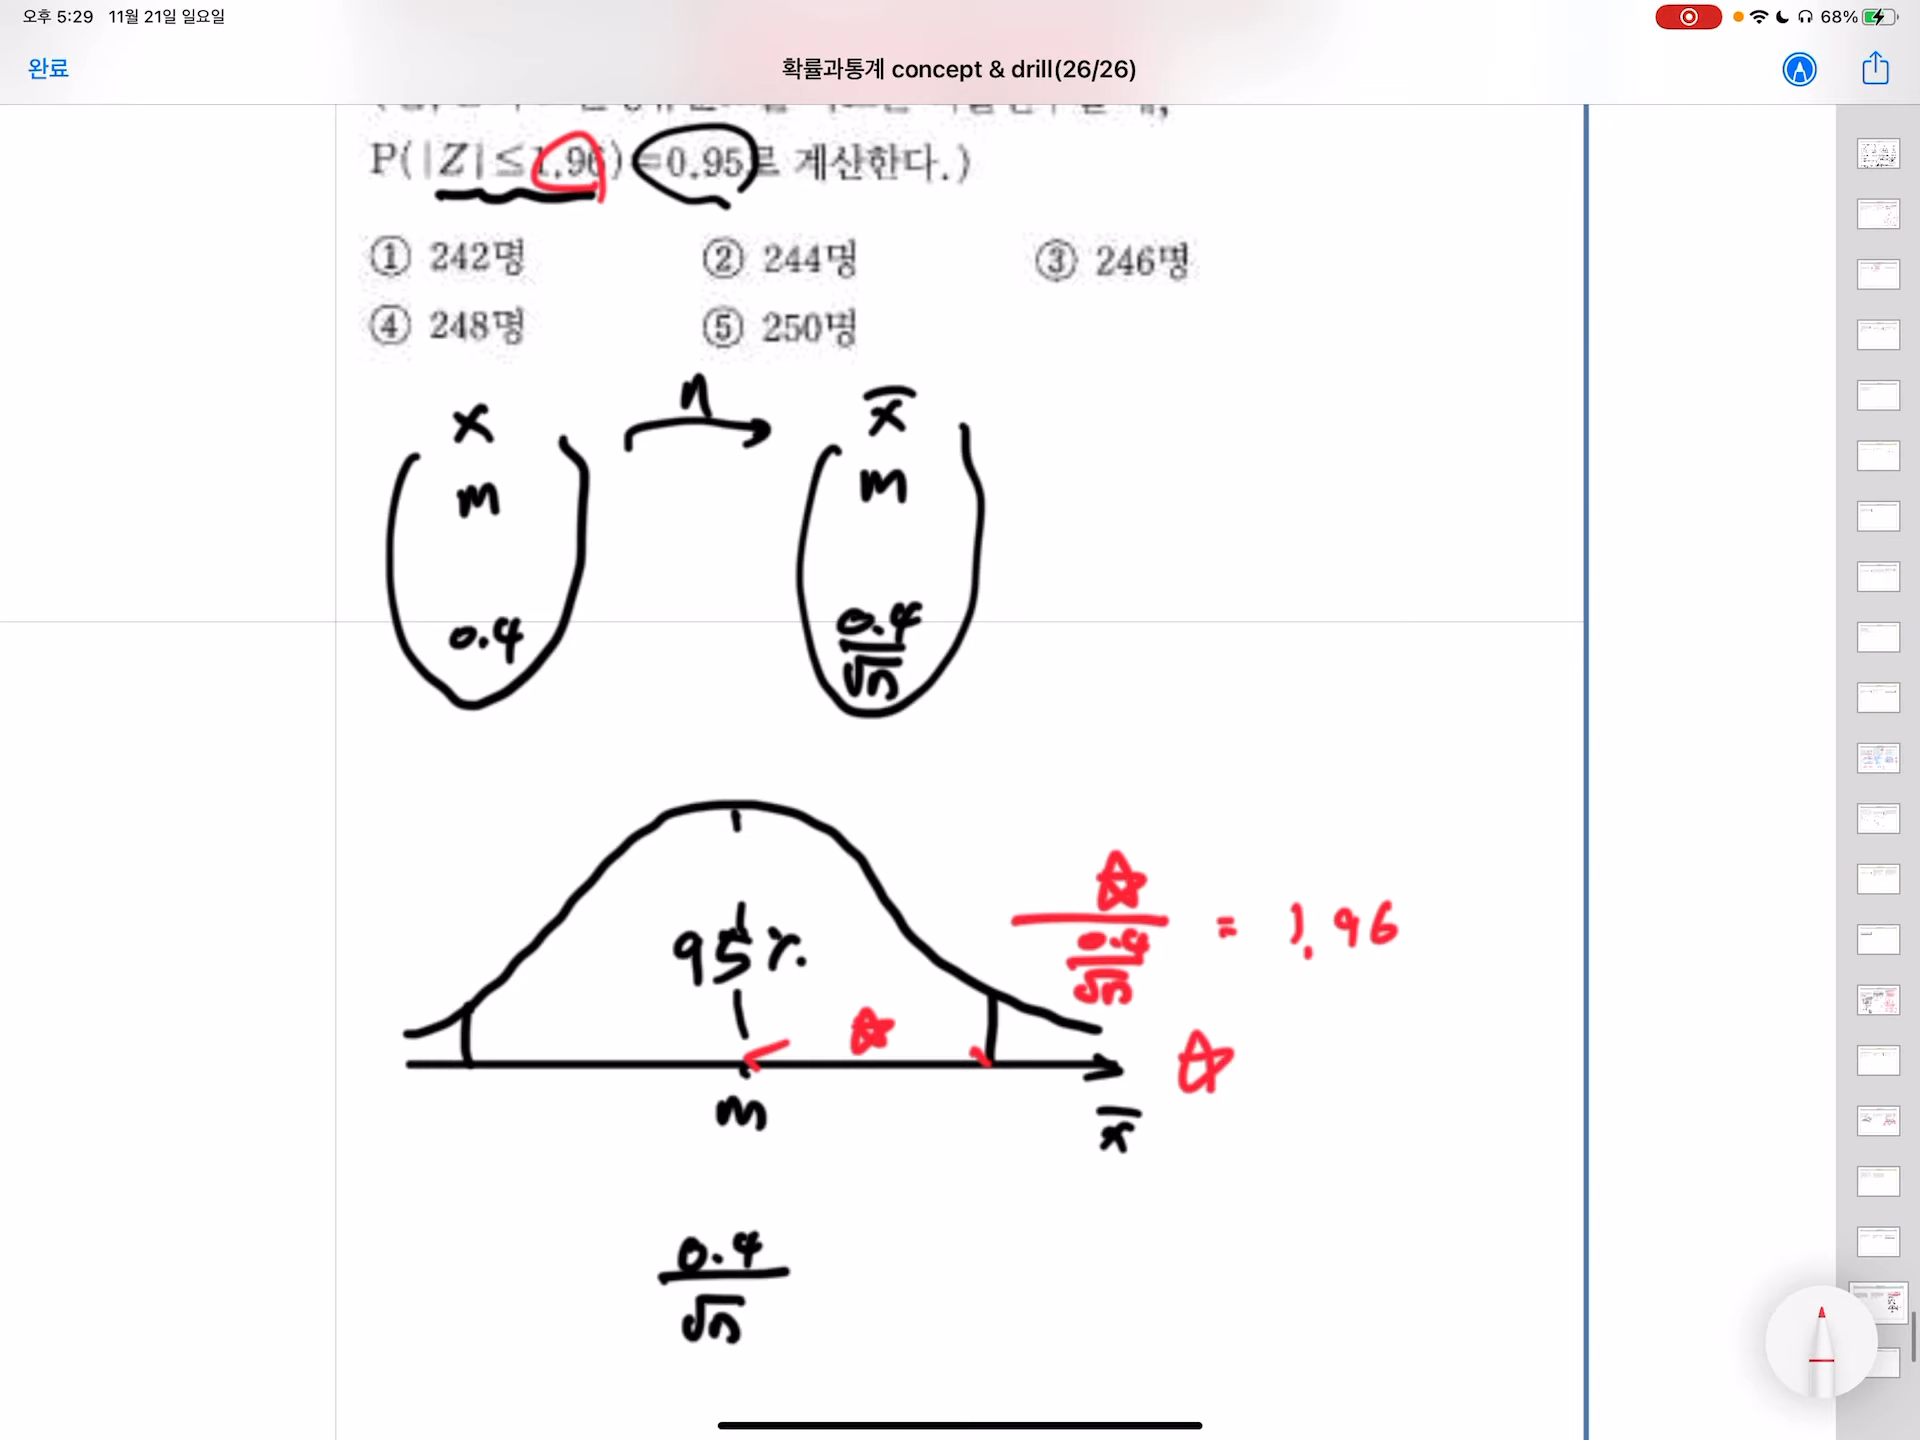 오후 5:29 11월 21일 일요일
68%
완료
확률과통계 concept & drill(26/26)
P(|Z|≤1.96)=0.95로 계산한다.)
① 242명 ② 244명 ③ 246명
④ 248명 ⑤ 250명
n
X X̄
m m
0.4 0.4/√n
95%
☆/(0.4/√n) = 1.96
☆ ☆
m
X̄
0.4/√n